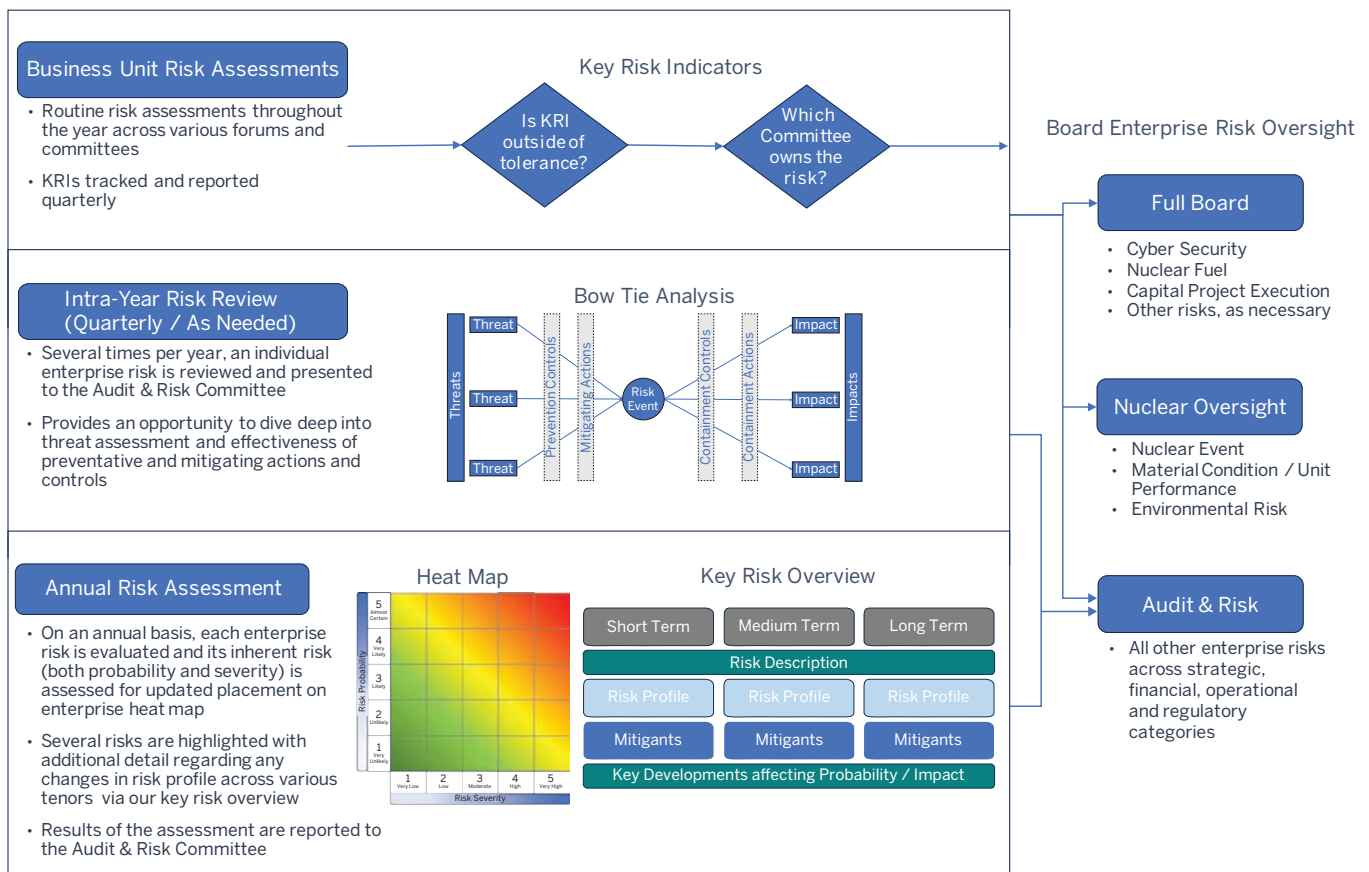 Business Unit Risk Assessments
• Routine risk assessments throughout
the year across various forums and
committees
• KRIs tracked and reported
quarterly
Key Risk Indicators
Is KRI
outside of
tolerance?
Which
Committee
owns the
risk?
Intra-Year Risk Review
(Quarterly / As Needed)
• Several times per year, an individual
enterprise risk is reviewed and presented
to the Audit & Risk Committee
• Provides an opportunity to dive deep into
threat assessment and effectiveness of
preventative and mitigating actions and
controls
Bow Tie Analysis
Threats
Threat
Threat
Threat
Prevention Controls
Mitigating Actions
Risk
Event
Containment Controls
Containment Actions
Impact
Impact
Impact
Impacts
Annual Risk Assessment
• On an annual basis, each enterprise
risk is evaluated and its inherent risk
(both probability and severity) is
assessed for updated placement on
enterprise heat map
• Several risks are highlighted with
additional detail regarding any
changes in risk profile across various
tenors via our key risk overview
• Results of the assessment are reported to
the Audit & Risk Committee
Heat Map
Risk Probability
5
Almost
Certain
4
Very
Likely
3
Likely
2
Unlikely
1
Very
Unlikely
1 2 3 4 5
Very Low Low Moderate High Very High
Risk Severity
Key Risk Overview
Short Term Medium Term Long Term
Risk Description
Risk Profile Risk Profile Risk Profile
Mitigants Mitigants Mitigants
Key Developments affecting Probability / Impact
Board Enterprise Risk Oversight
Full Board
• Cyber Security
• Nuclear Fuel
• Capital Project Execution
• Other risks, as necessary
Nuclear Oversight
• Nuclear Event
• Material Condition / Unit
Performance
• Environmental Risk
Audit & Risk
• All other enterprise risks
across strategic,
financial, operational
and regulatory
categories